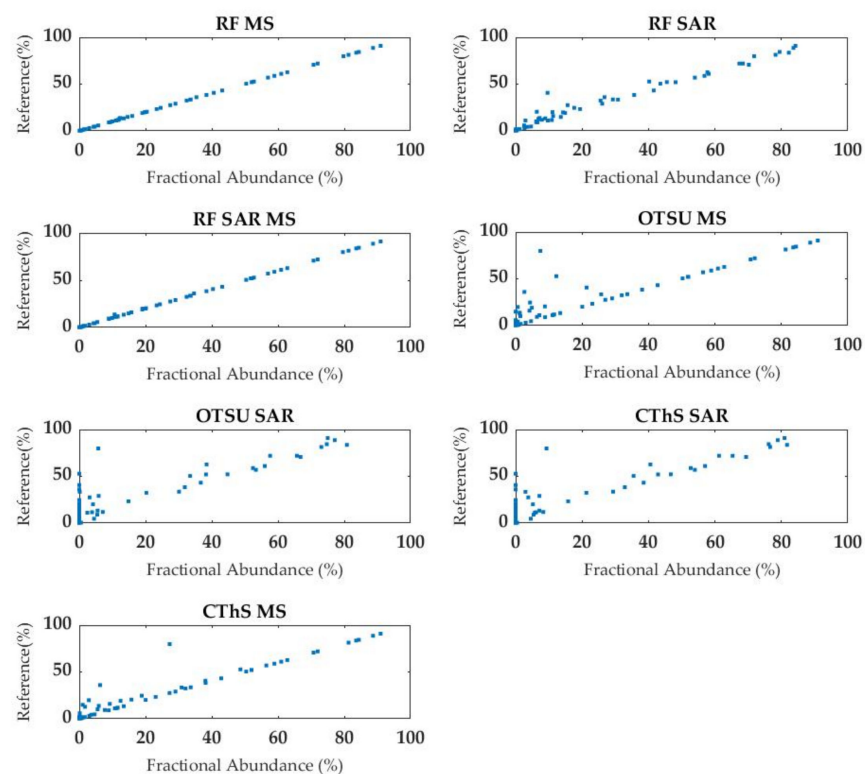 RF MS
100
50
0
Reference(%)
0 20 40 60 80 100
Fractional Abundance (%)
RF SAR
100
50
0
Reference(%)
0 20 40 60 80 100
Fractional Abundance (%)
RF SAR MS
100
50
0
Reference(%)
0 20 40 60 80 100
Fractional Abundance (%)
OTSU MS
100
50
0
Reference(%)
0 20 40 60 80 100
Fractional Abundance (%)
OTSU SAR
100
50
0
Reference(%)
0 20 40 60 80 100
Fractional Abundance (%)
CThS SAR
100
50
0
Reference(%)
0 20 40 60 80 100
Fractional Abundance (%)
CThS MS
100
50
0
Reference(%)
0 20 40 60 80 100
Fractional Abundance (%)